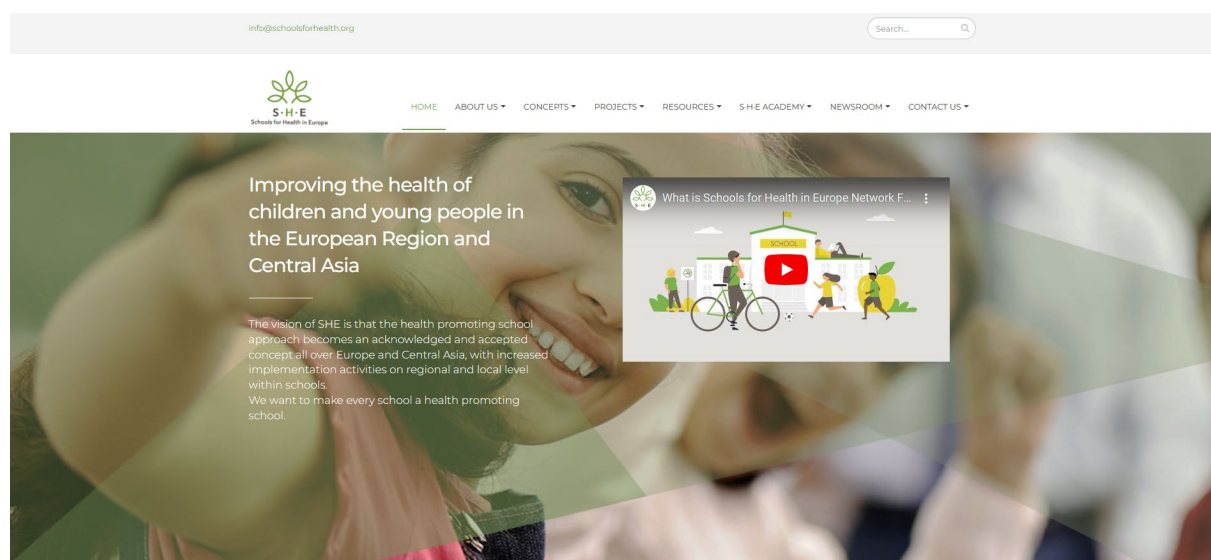 info@schoolsforhealth.org
Search...
S·H·E
Schools for Health in Europe
HOME ABOUT US CONCEPTS PROJECTS RESOURCES S·H·E ACADEMY NEWSROOM CONTACT US
Improving the health of
children and young people in
the European Region and
Central Asia
The vision of SHE is that the health promoting school
approach becomes an acknowledged and accepted
concept all over Europe and Central Asia, with increased
implementation activities on regional and local level
within schools.
We want to make every school a health promoting
school.
S·H·E
What is Schools for Health in Europe Network F...
SCHOOL